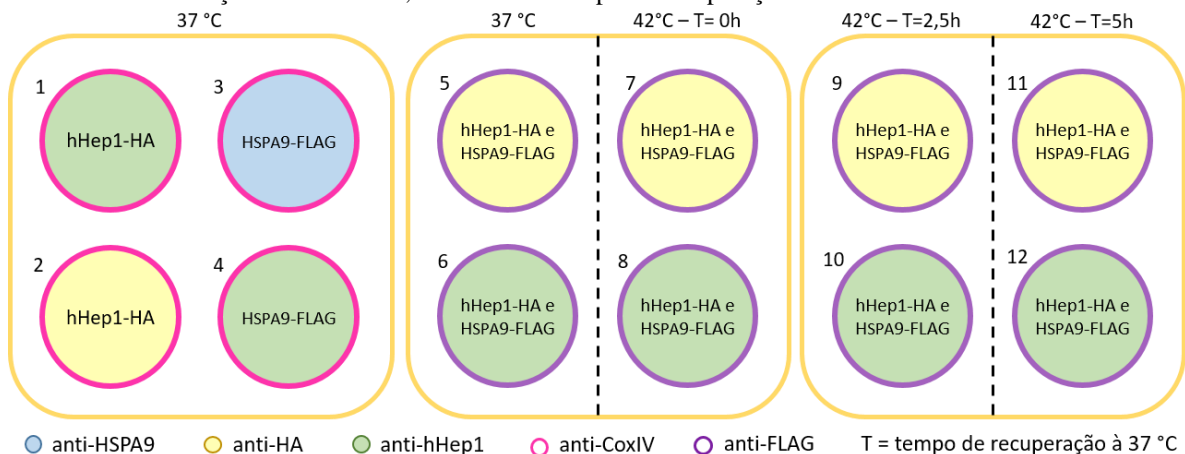 37 °C
37 °C
42°C – T= 0h
42°C – T=2,5h
42°C – T=5h
1
hHep1-HA
3
HSPA9-FLAG
5
hHep1-HA e
HSPA9-FLAG
7
hHep1-HA e
HSPA9-FLAG
9
hHep1-HA e
HSPA9-FLAG
11
hHep1-HA e
HSPA9-FLAG
2
hHep1-HA
4
HSPA9-FLAG
6
hHep1-HA e
HSPA9-FLAG
8
hHep1-HA e
HSPA9-FLAG
10
hHep1-HA e
HSPA9-FLAG
12
hHep1-HA e
HSPA9-FLAG
anti-HSPA9
anti-HA
anti-hHep1
anti-CoxIV
anti-FLAG
T = tempo de recuperação à 37 °C